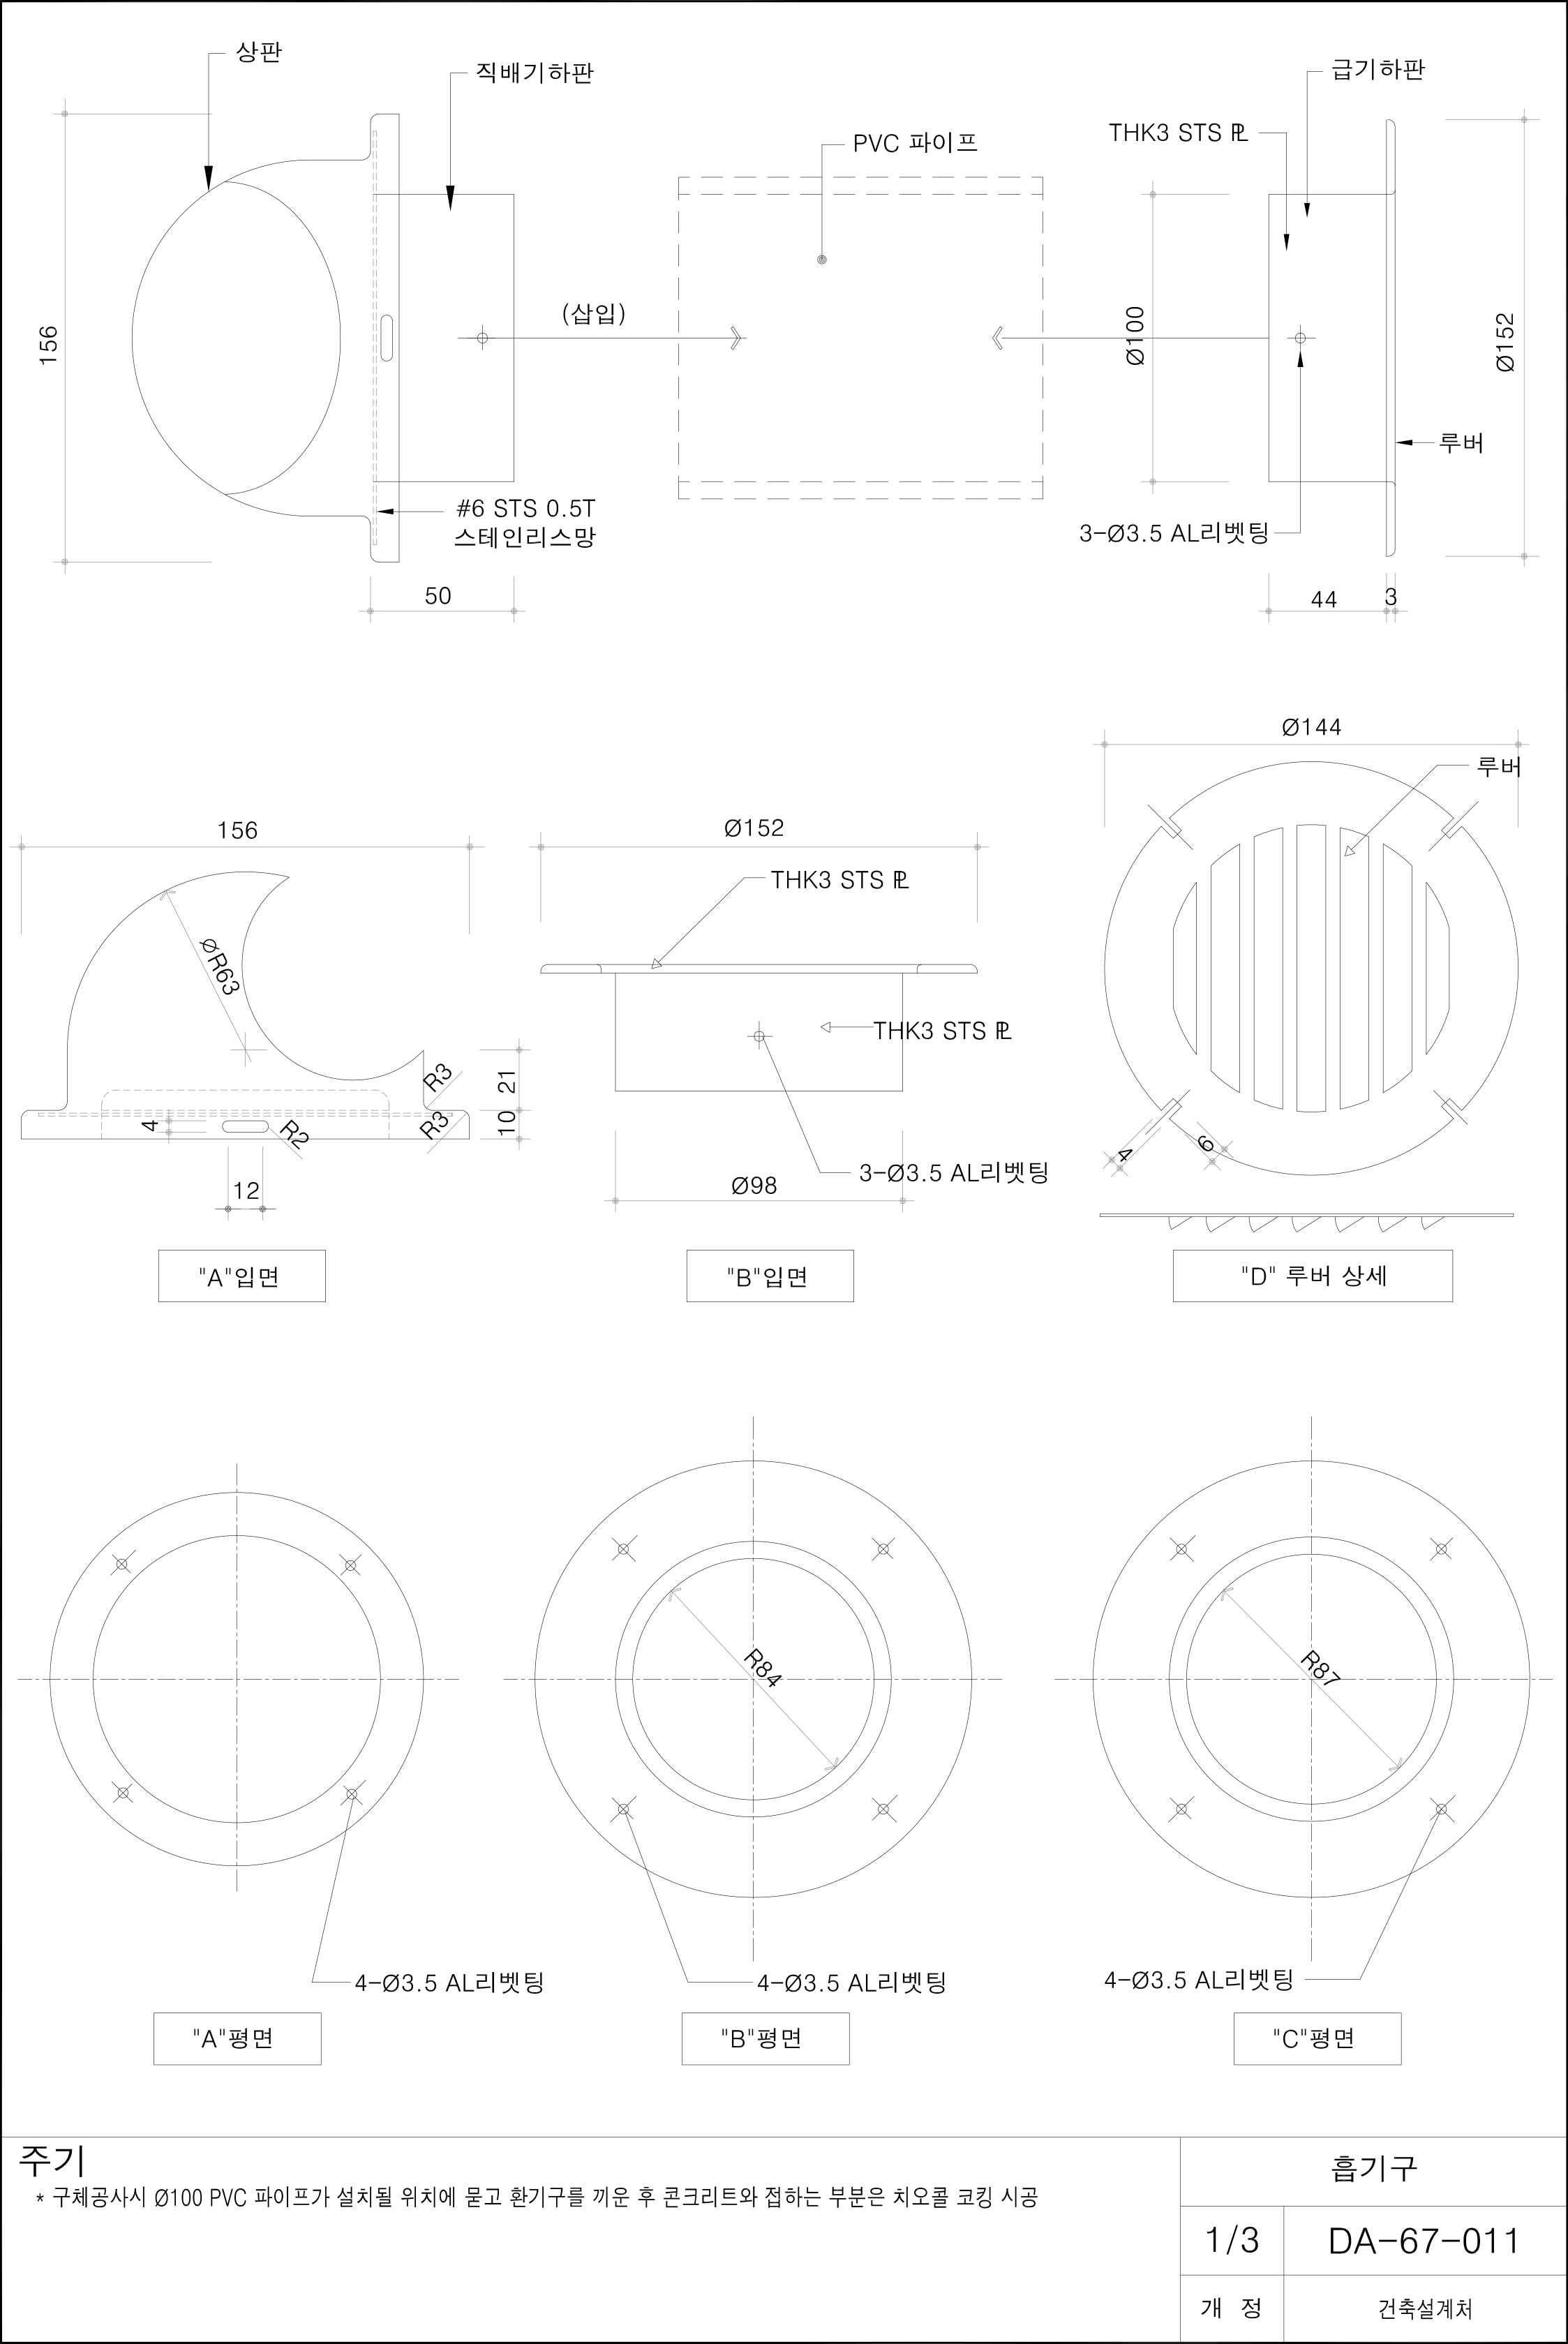 상판
직배기하판
급기하판
THK3 STS PL
PVC 파이프
156
(삽입)
Ø100
Ø152
루버
#6 STS 0.5T
스테인리스망
3-Ø3.5 AL리벳팅
50
44
3
Ø144
루버
156
Ø152
THK3 STS PL
ØR63
THK3 STS PL
R3
21
4
R2
R3
10
4
6
12
3-Ø3.5 AL리벳팅
Ø98
"A"입면
"B"입면
"D" 루버 상세
R84
R87
4-Ø3.5 AL리벳팅
4-Ø3.5 AL리벳팅
4-Ø3.5 AL리벳팅
"A"평면
"B"평면
"C"평면
주기
* 구체공사시 Ø100 PVC 파이프가 설치될 위치에 묻고 환기구를 끼운 후 콘크리트와 접하는 부분은 치오콜 코킹 시공
흡기구
1/3
DA-67-011
개 정
건축설계처